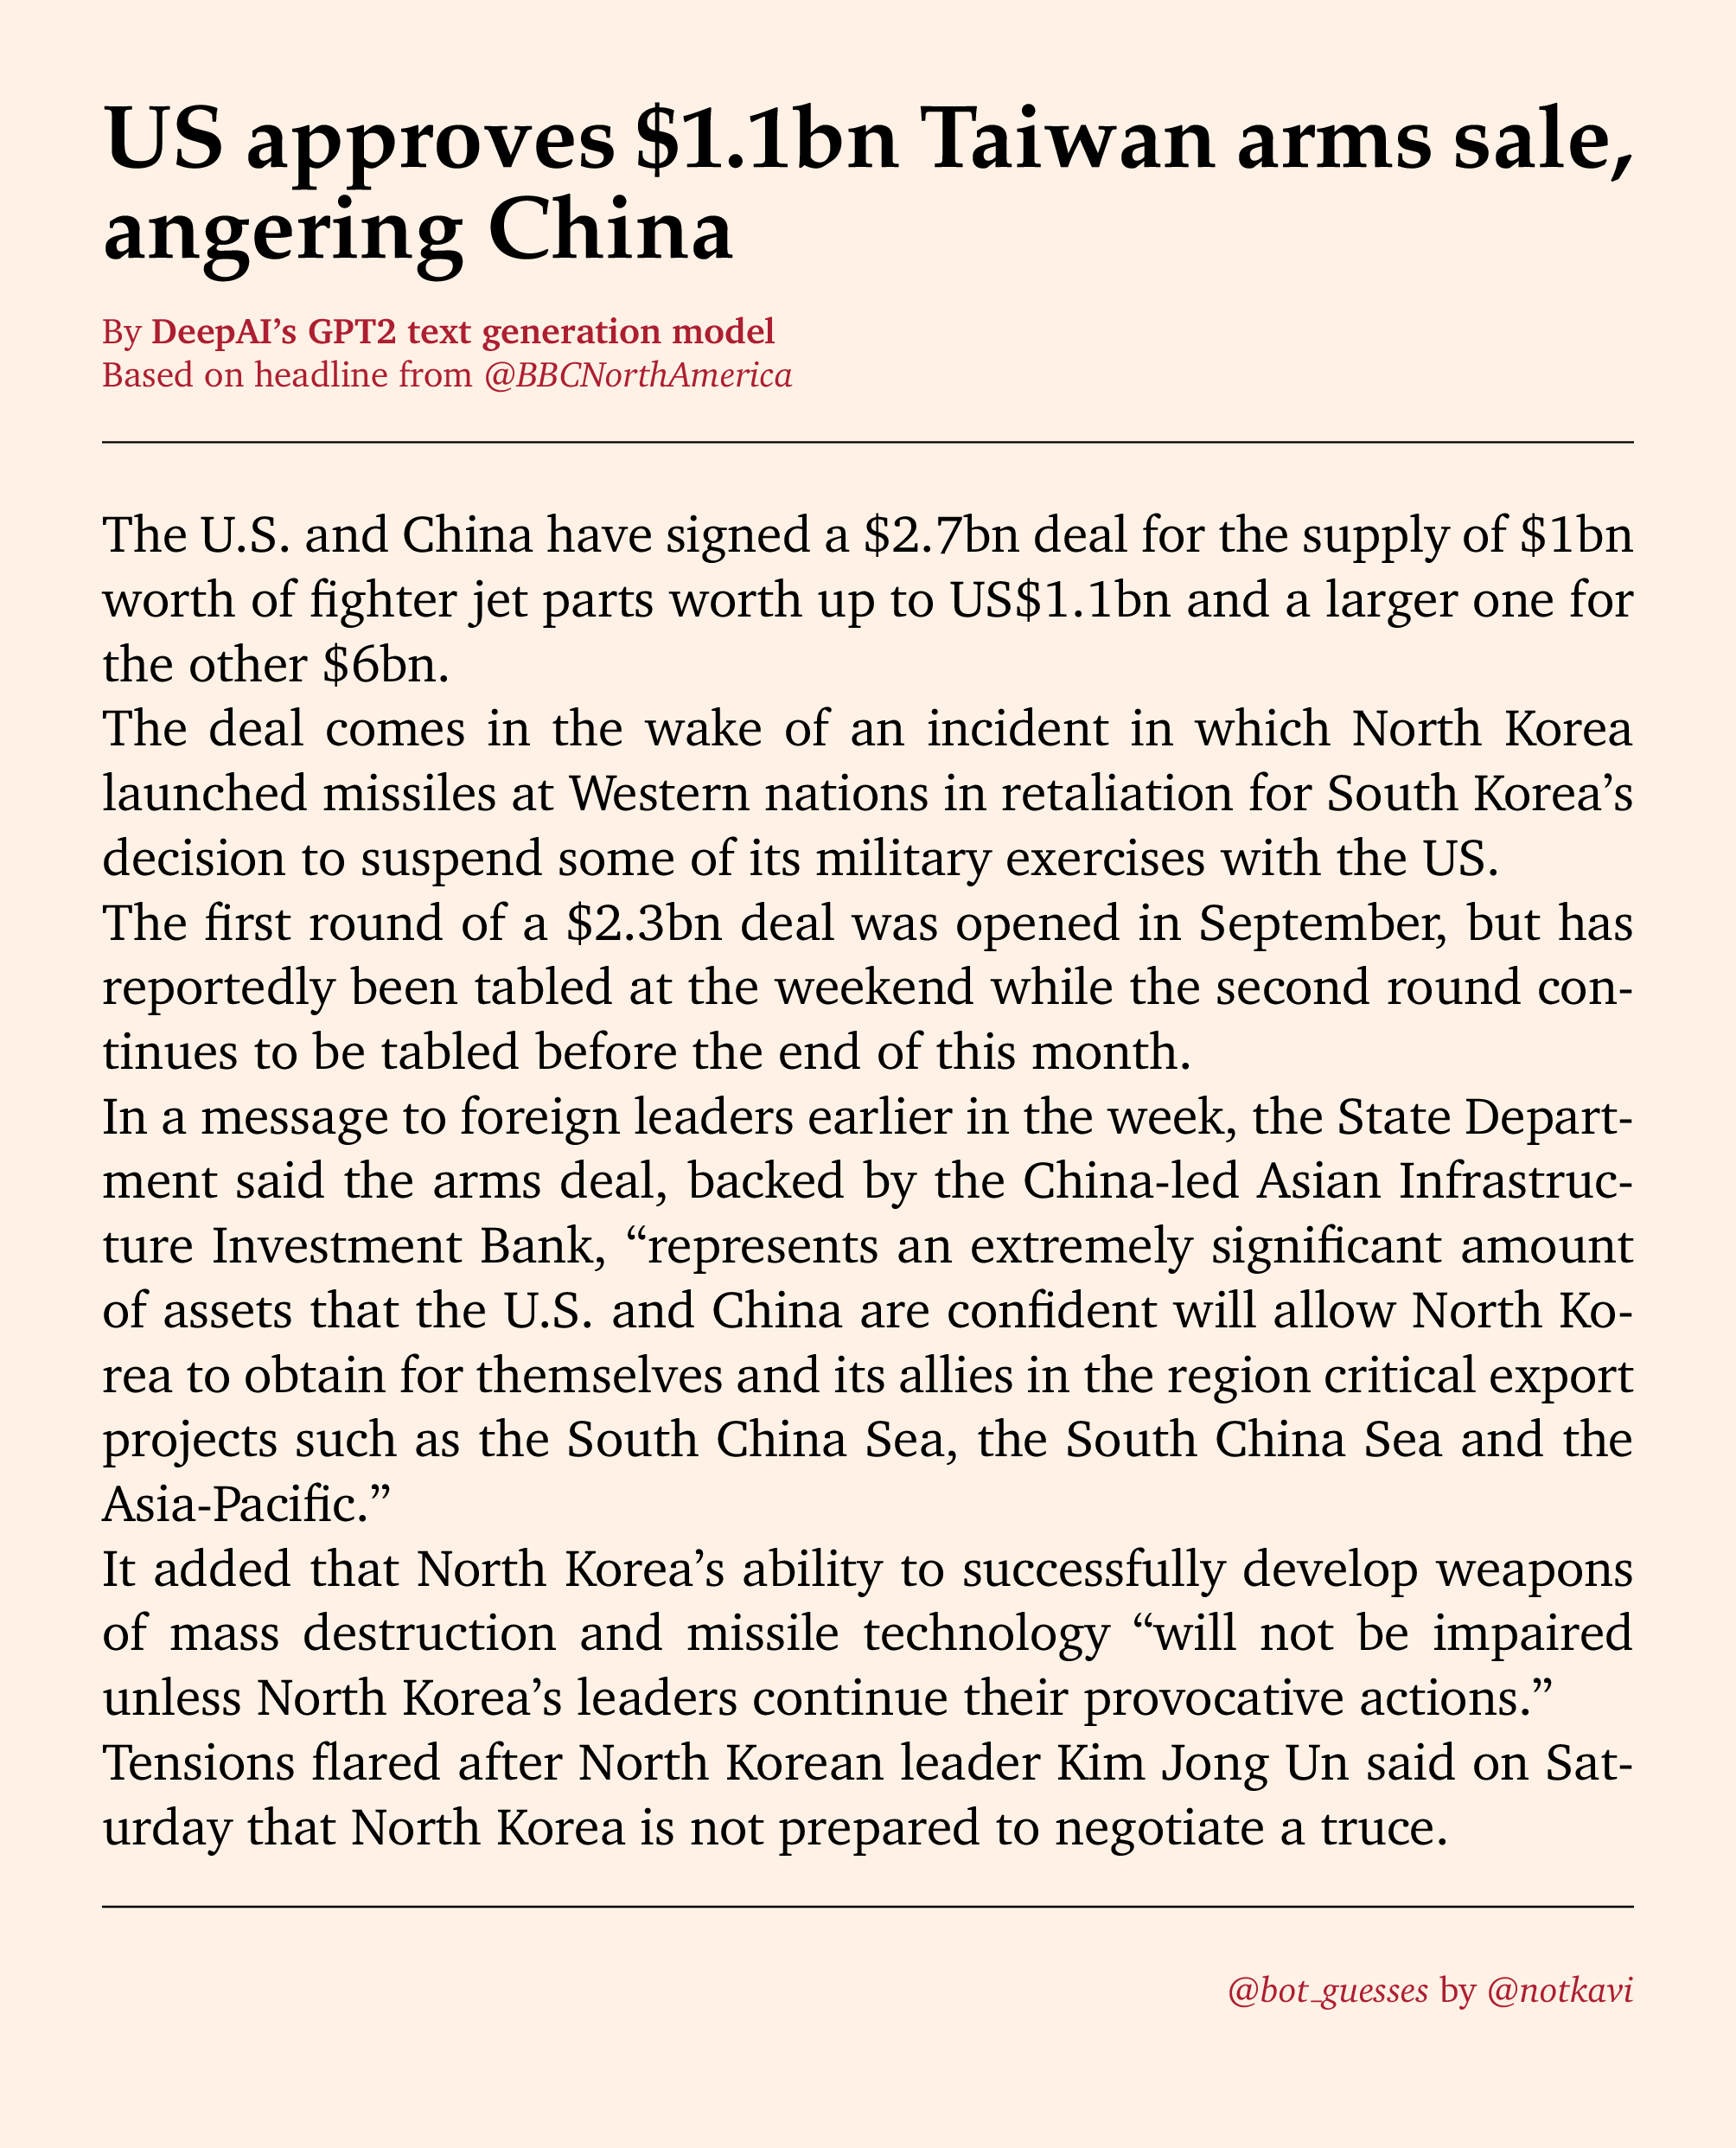 US approves $1.1bn Taiwan arms sale,
angering China
By DeepAI’s GPT2 text generation model
Based on headline from @BBCNorthAmerica
The U.S. and China have signed a $2.7bn deal for the supply of $1bn
worth of fighter jet parts worth up to US$1.1bn and a larger one for
the other $6bn.
The deal comes in the wake of an incident in which North Korea
launched missiles at Western nations in retaliation for South Korea’s
decision to suspend some of its military exercises with the US.
The first round of a $2.3bn deal was opened in September, but has
reportedly been tabled at the weekend while the second round con-
tinues to be tabled before the end of this month.
In a message to foreign leaders earlier in the week, the State Depart-
ment said the arms deal, backed by the China-led Asian Infrastruc-
ture Investment Bank, “represents an extremely significant amount
of assets that the U.S. and China are confident will allow North Ko-
rea to obtain for themselves and its allies in the region critical export
projects such as the South China Sea, the South China Sea and the
Asia-Pacific.”
It added that North Korea’s ability to successfully develop weapons
of mass destruction and missile technology “will not be impaired
unless North Korea’s leaders continue their provocative actions.”
Tensions flared after North Korean leader Kim Jong Un said on Sat-
urday that North Korea is not prepared to negotiate a truce.
@bot_guesses by @notkavi